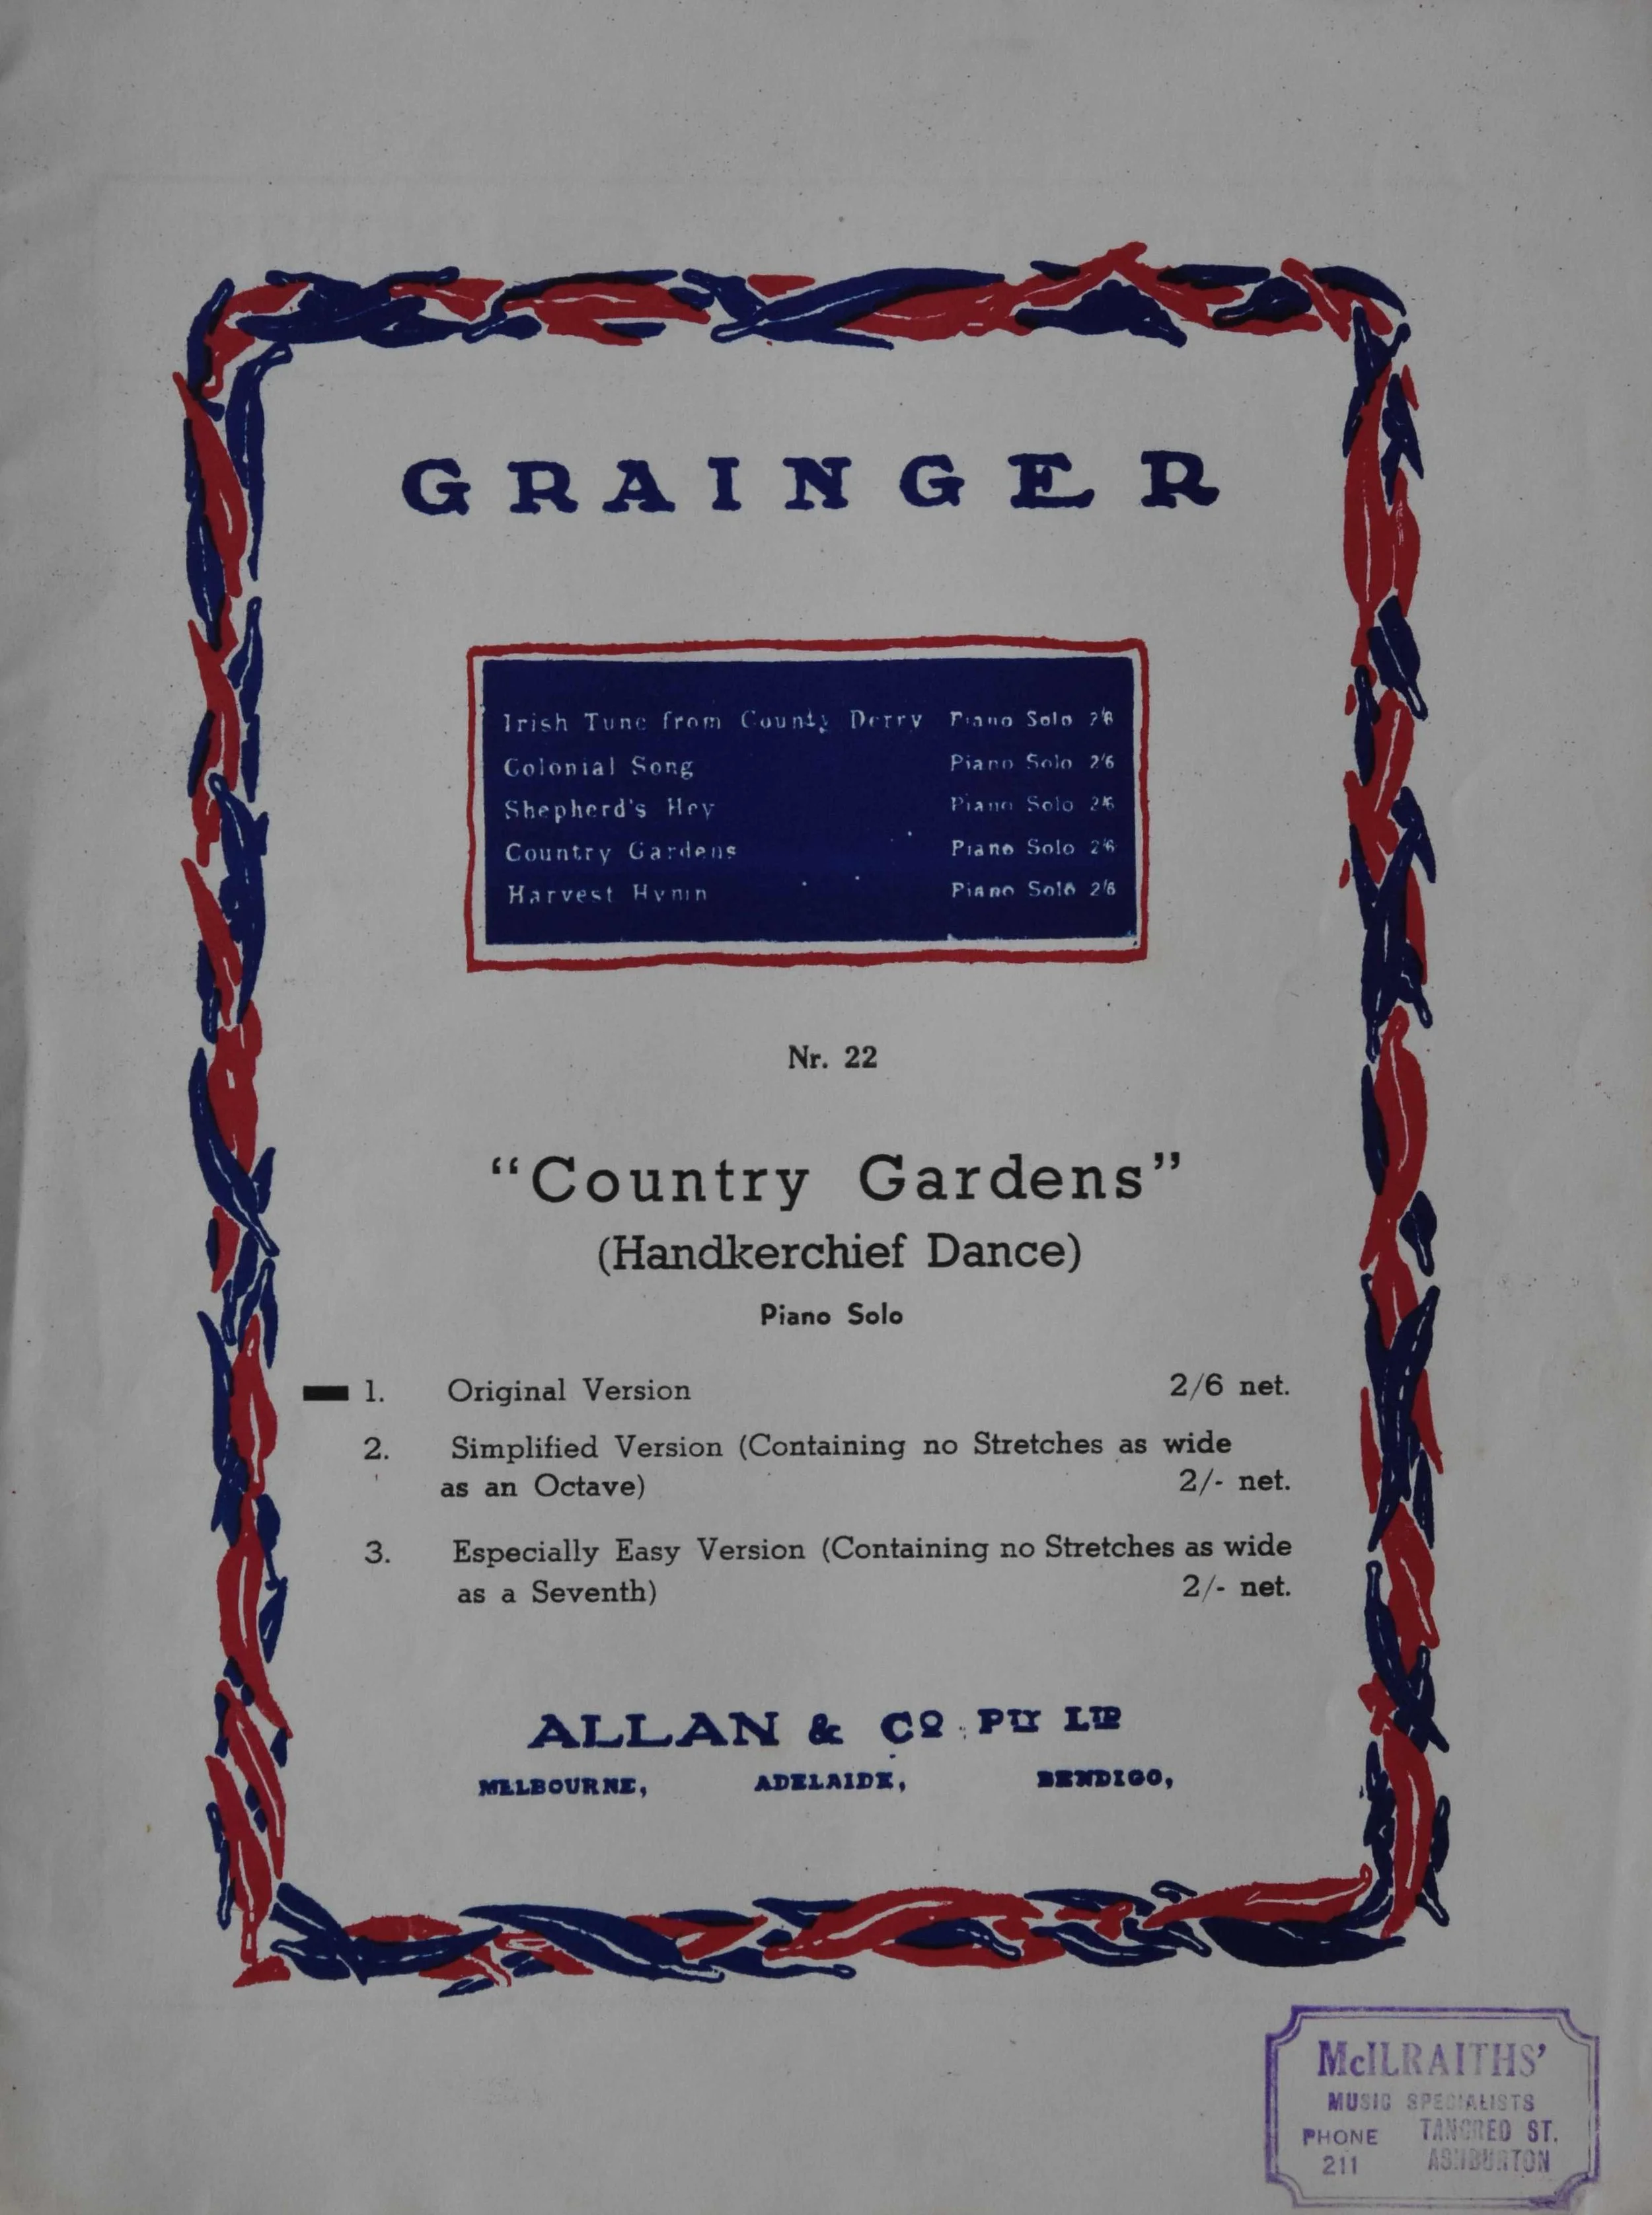 GRAINGER
Irish Tune from County Derry Piano Solo 2/6
Colonial Song Piano Solo 2/6
Shepherd's Hey Piano Solo 2/6
Country Gardens Piano Solo 2/6
Harvest Hymn Piano Solo 2/6
Nr. 22
"Country Gardens"
(Handkerchief Dance)
Piano Solo
1. Original Version 2/6 net.
2. Simplified Version (Containing no Stretches as wide
as an Octave) 2/- net.
3. Especially Easy Version (Containing no Stretches as wide
as a Seventh) 2/- net.
ALLAN & Co PTY LTD
MELBOURNE, ADELAIDE, BENDIGO,
McILRAITHS'
MUSIC SPECIALISTS
PHONE TANCRED ST.
211 ASHBURTON